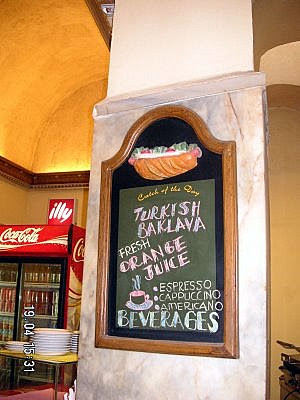 Catch of the Day
TURKISH
BAKLAVA
FRESH
ORANGE
JUICE
• ESPRESSO
• CAPPUCCINO
• AMERICANO
BEVERAGES
illy
Coca-Cola
19.04 15:31